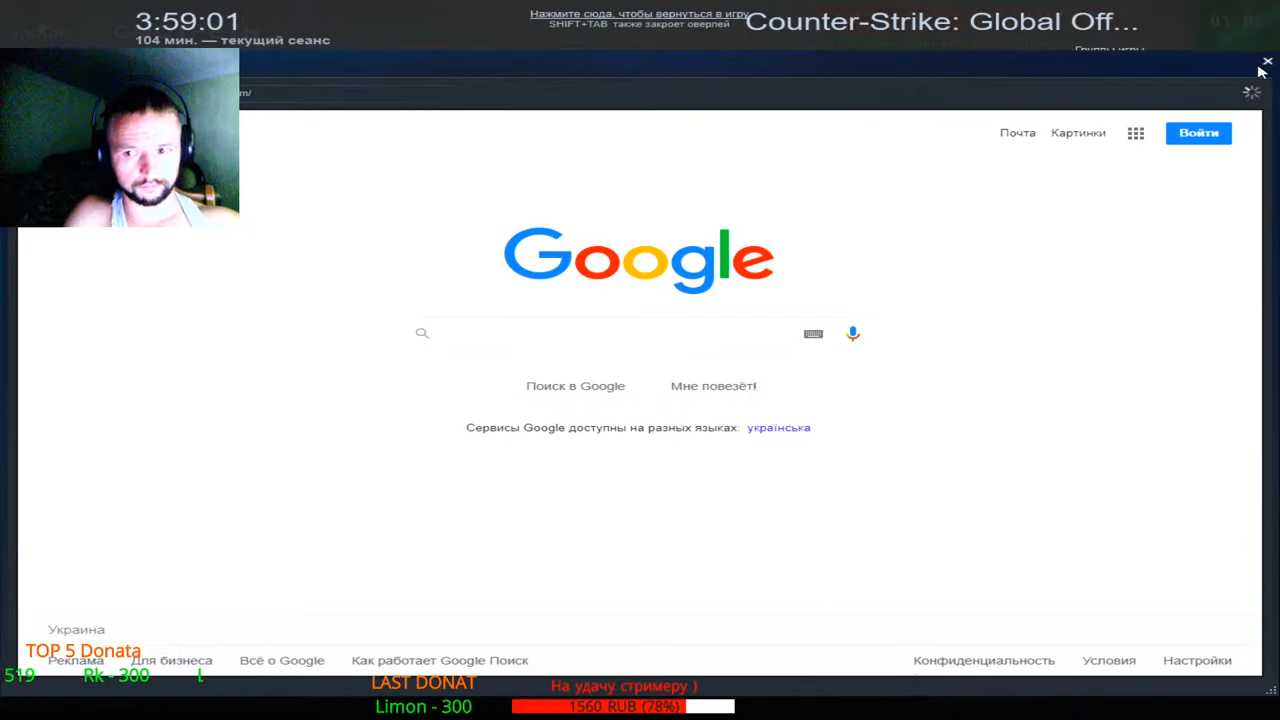 3:59:01
104 мин. — текущий сеанс
Нажмите сюда, чтобы вернуться в игру
SHIFT+TAB также закроет оверлей
Counter-Strike: Global Off...
Группы игры
m/
Почта Картинки Войти
Google
Поиск в Google Мне повезёт!
Сервисы Google доступны на разных языках: українська
Украина
TOP 5 Donata
Реклама Для бизнеса Всё о Google Как работает Google Поиск Конфиденциальность Условия Настройки
519 Rk - 300 L
LAST DONAT
На удачу стримеру )
Limon - 300
1560 RUB (78%)